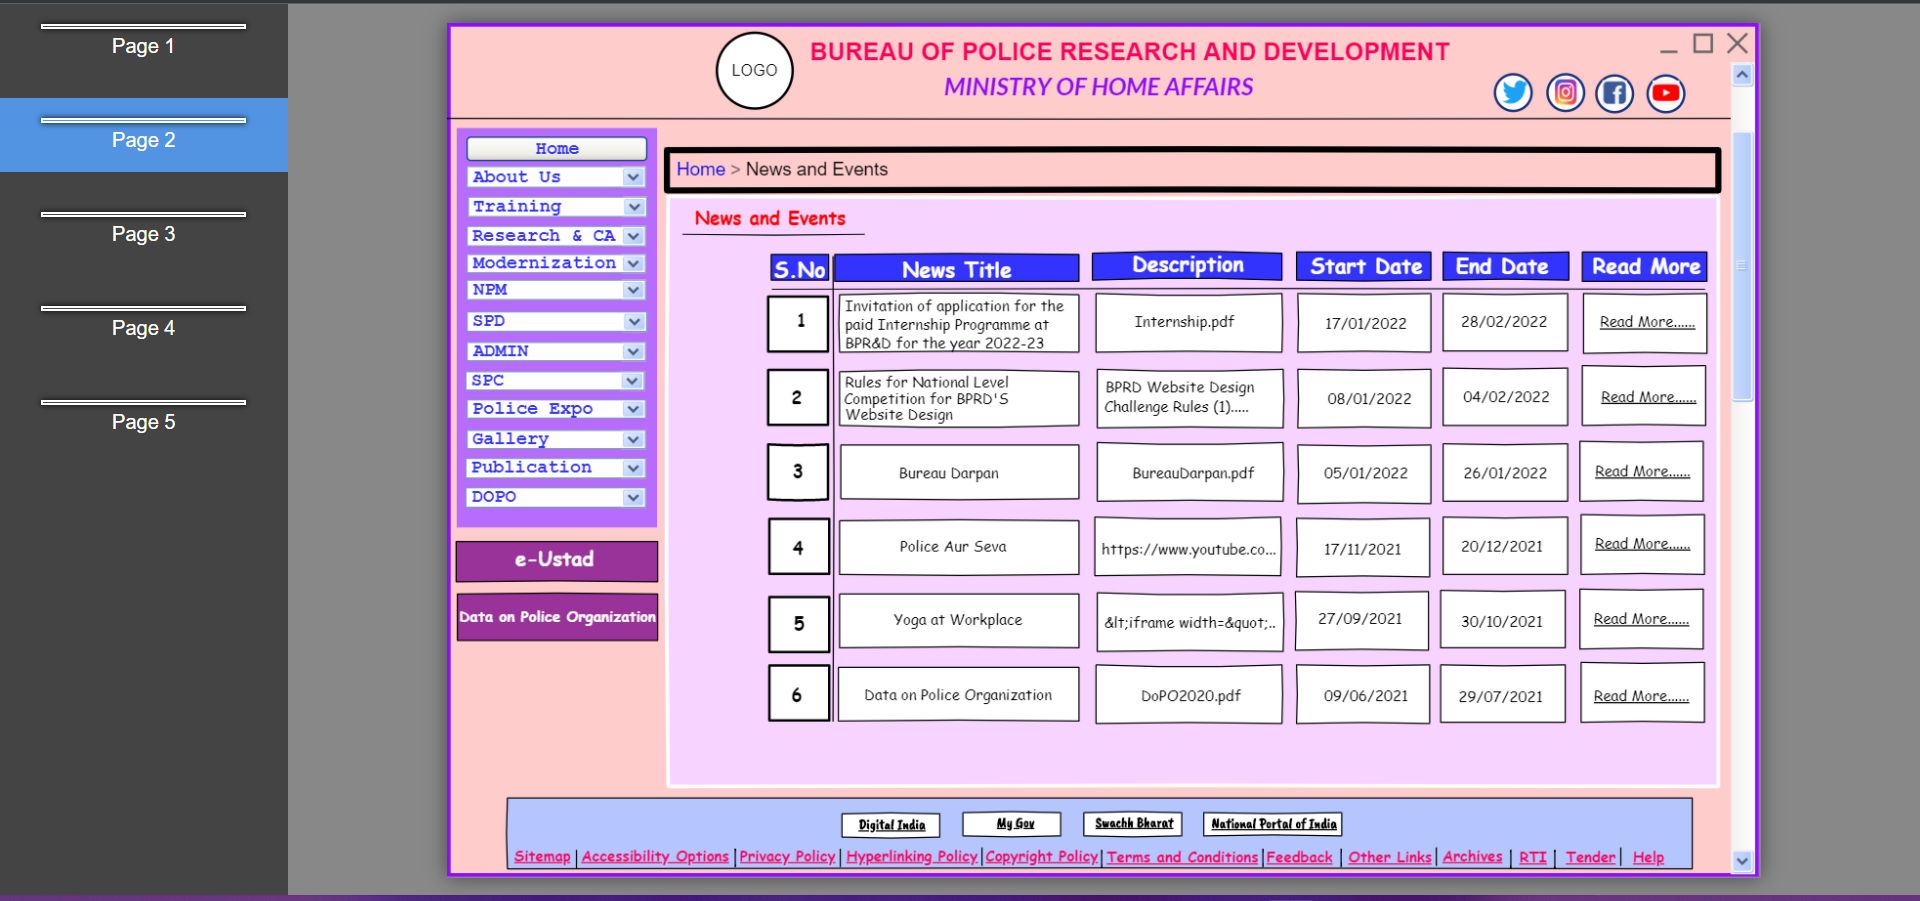 Page 1
Page 2
Page 3
Page 4
Page 5
LOGO
BUREAU OF POLICE RESEARCH AND DEVELOPMENT
MINISTRY OF HOME AFFAIRS
Home
About Us
Training
Research & CA
Modernization
NPM
SPD
ADMIN
SPC
Police Expo
Gallery
Publication
DOPO
e-Ustad
Data on Police Organization
Home > News and Events
News and Events
S.No News Title Description Start Date End Date Read More
1
Invitation of application for the
paid Internship Programme at
BPR&D for the year 2022-23
Internship.pdf
17/01/2022
28/02/2022
Read More......
2
Rules for National Level
Competition for BPRD'S
Website Design
BPRD Website Design
Challenge Rules (1).....
08/01/2022
04/02/2022
Read More......
3
Bureau Darpan
BureauDarpan.pdf
05/01/2022
26/01/2022
Read More......
4
Police Aur Seva
https://www.youtube.co...
17/11/2021
20/12/2021
Read More......
5
Yoga at Workplace
&lt;iframe width=&quot;..
27/09/2021
30/10/2021
Read More......
6
Data on Police Organization
DoPO2020.pdf
09/06/2021
29/07/2021
Read More......
Digital India My Gov Swachh Bharat National Portal of India
Sitemap | Accessibility Options | Privacy Policy | Hyperlinking Policy | Copyright Policy | Terms and Conditions | Feedback | Other Links | Archives | RTI | Tender | Help